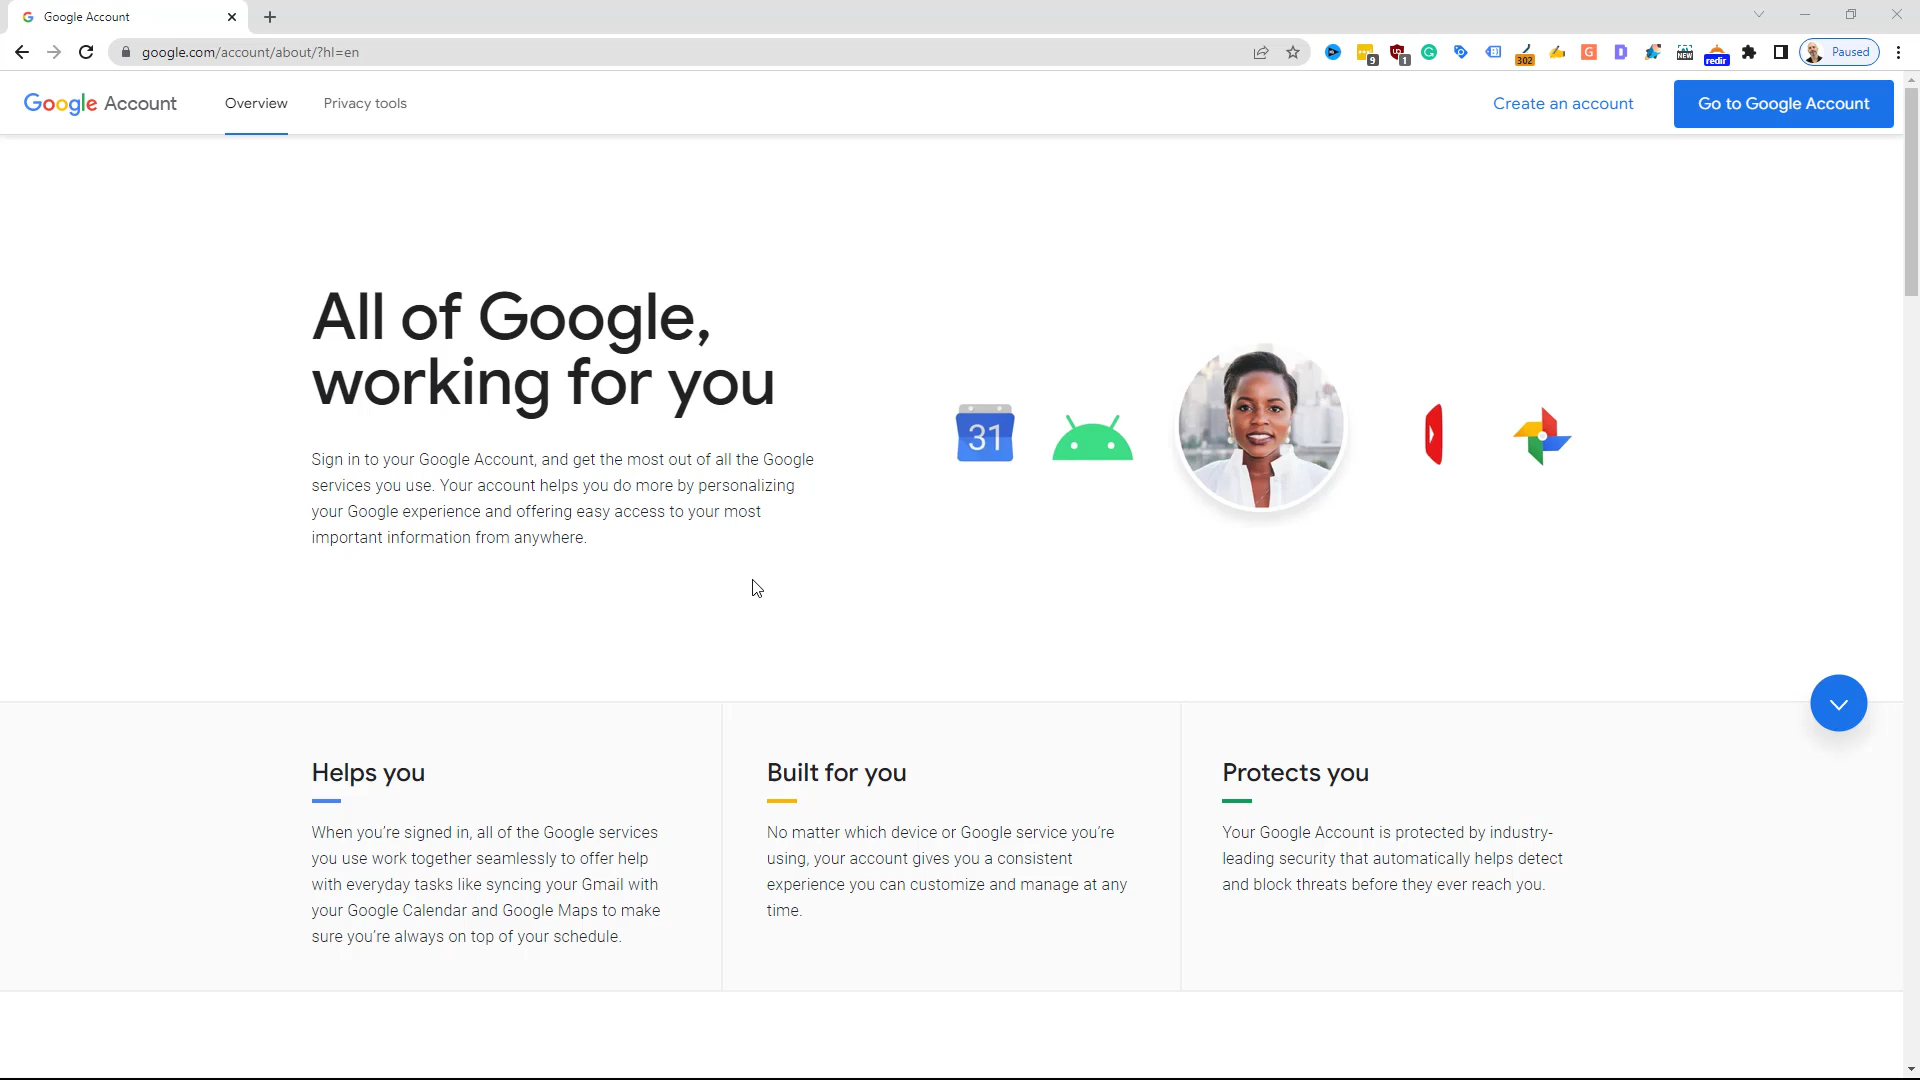 Google Account
google.com/account/about/?hl=en
9
1
302
G
NEW
redir
Paused
Google Account
Overview
Privacy tools
Create an account
Go to Google Account
All of Google,
working for you
31
Sign in to your Google Account, and get the most out of all the Google
services you use. Your account helps you do more by personalizing
your Google experience and offering easy access to your most
important information from anywhere.
Helps you
When you’re signed in, all of the Google services
you use work together seamlessly to offer help
with everyday tasks like syncing your Gmail with
your Google Calendar and Google Maps to make
sure you’re always on top of your schedule.
Built for you
No matter which device or Google service you’re
using, your account gives you a consistent
experience you can customize and manage at any
time.
Protects you
Your Google Account is protected by industry-
leading security that automatically helps detect
and block threats before they ever reach you.